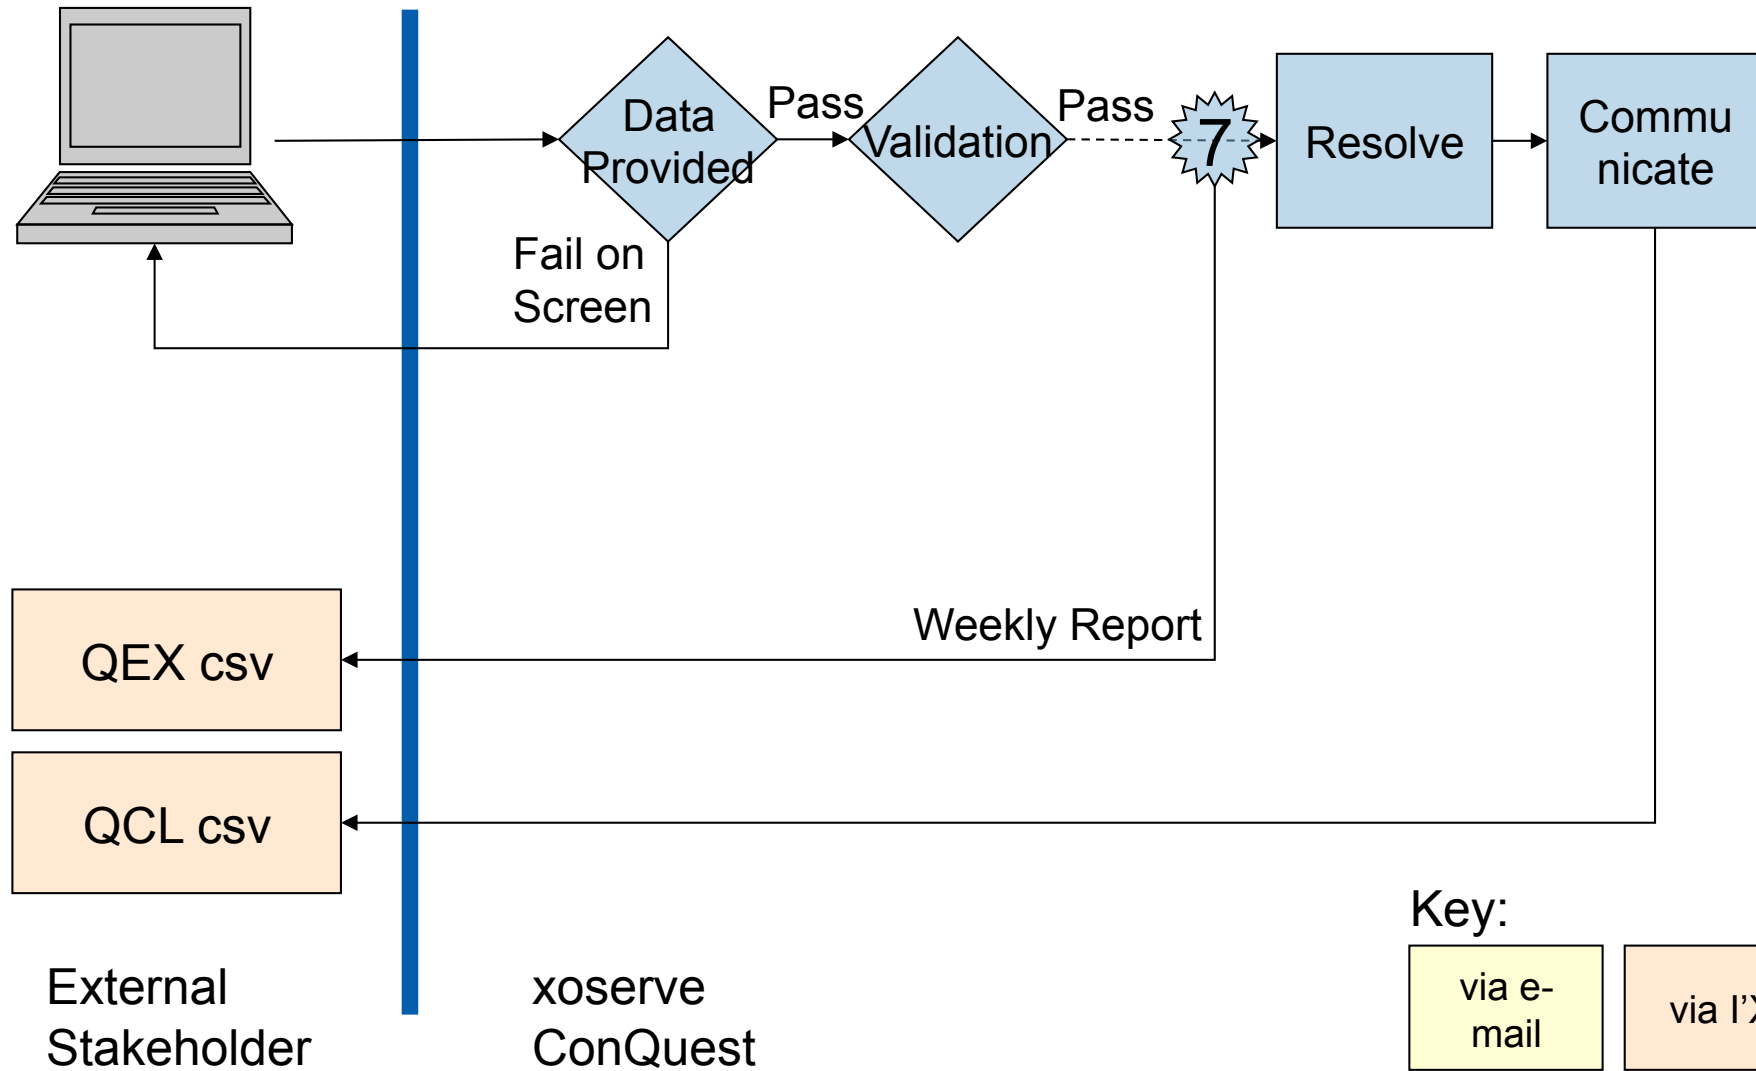 Data
Provided
Pass
Validation
Pass
7
Resolve
Commu
nicate
Fail on
Screen
Weekly Report
QEX csv
QCL csv
Key:
via e-
mail
via I'X
External
Stakeholder
xoserve
ConQuest